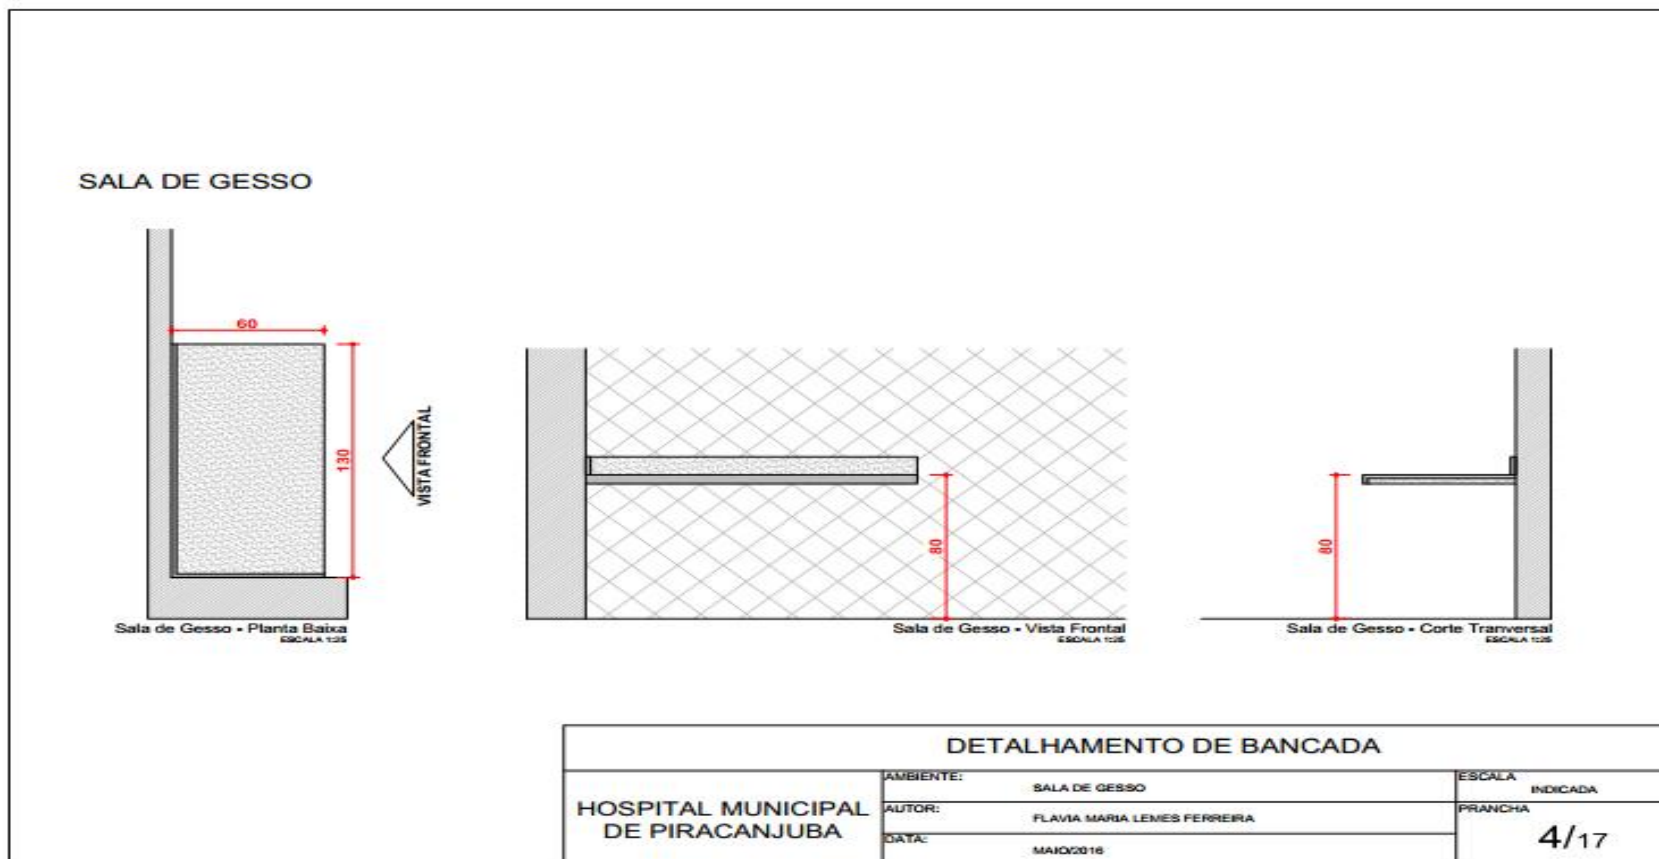 SALA DE GESSO
60
130
VISTA FRONTAL
Sala de Gesso - Planta Baixa
ESCALA 1:25
80
Sala de Gesso - Vista Frontal
ESCALA 1:25
80
Sala de Gesso - Corte Tranversal
ESCALA 1:25
DETALHAMENTO DE BANCADA
HOSPITAL MUNICIPAL
DE PIRACANJUBA
AMBIENTE:
SALA DE GESSO
AUTOR:
FLAVIA MARIA LEMES FERREIRA
DATA:
MAIO/2016
ESCALA
INDICADA
PRANCHA
4/17